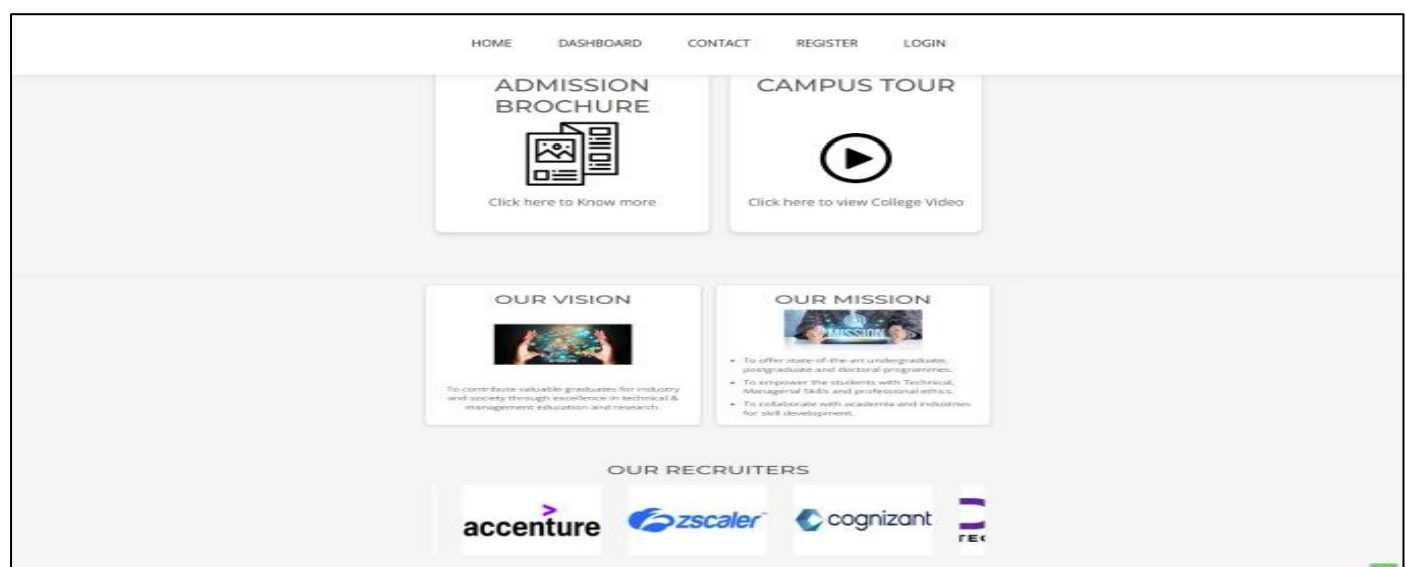 HOME DASHBOARD CONTACT REGISTER LOGIN
ADMISSION
BROCHURE
Click here to Know more
CAMPUS TOUR
Click here to view College Video
OUR VISION
To contribute valuable graduates for industry
and society through excellence in technical &
management education and research.
OUR MISSION
MISSION
• To offer state-of-the-art undergraduate,
postgraduate and doctoral programmes.
• To empower the students with Technical,
Managerial Skills and professional ethics.
• To collaborate with academia and industries
for skill development.
OUR RECRUITERS
accenture
zscaler
cognizant